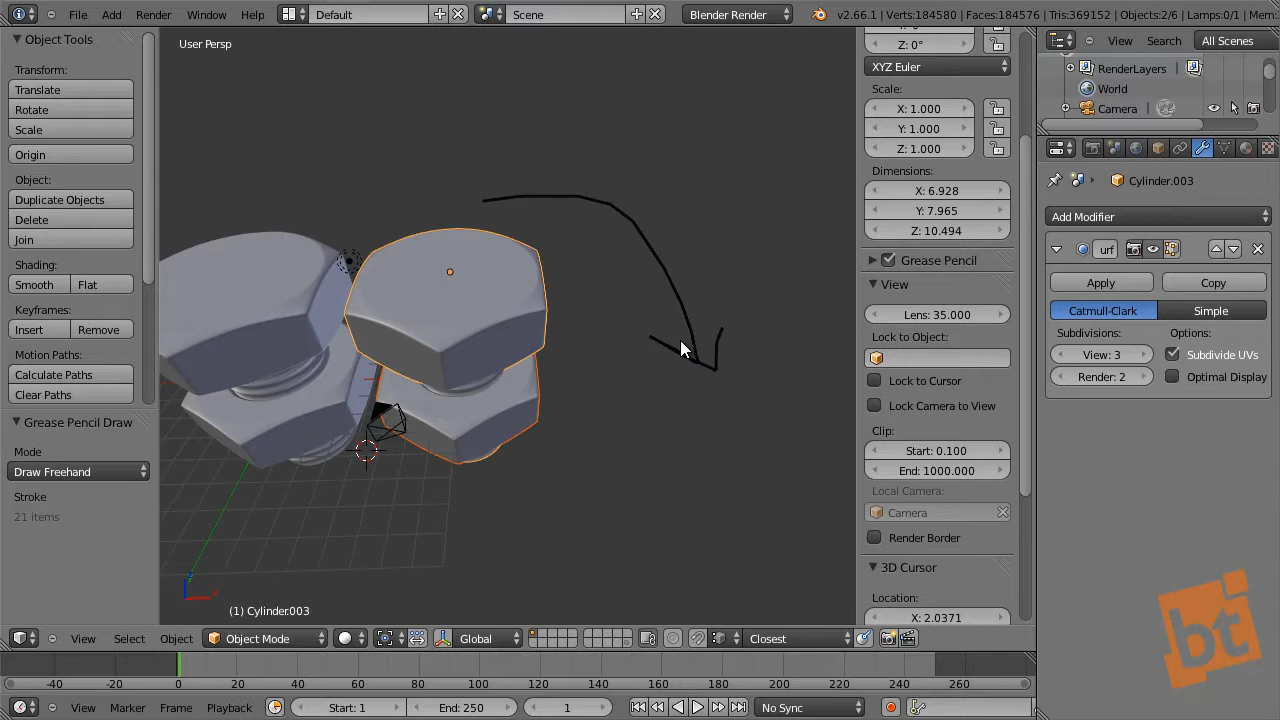 File Add Render Window Help Default Scene Blender Render v2.66.1 | Verts:184580 | Faces:184576 | Tris:369152 | Objects:2/6 | Lamps:0/1 | Mem:
Object Tools
Transform:
Translate
Rotate
Scale
Origin
Object:
Duplicate Objects
Delete
Join
Shading:
Smooth Flat
Keyframes:
Insert Remove
Motion Paths:
Calculate Paths
Clear Paths
Grease Pencil Draw
Mode
Draw Freehand
Stroke
21 items
User Persp
(1) Cylinder.003
Z: 0°
XYZ Euler
Scale:
X: 1.000
Y: 1.000
Z: 1.000
Dimensions:
X: 6.928
Y: 7.965
Z: 10.494
Grease Pencil
View
Lens: 35.000
Lock to Object:
Lock to Cursor
Lock Camera to View
Clip:
Start: 0.100
End: 1000.000
Local Camera:
Camera
Render Border
3D Cursor
Location:
X: 2.0371
View Search All Scenes
RenderLayers |
World
Camera |
Cylinder.003
Add Modifier
urf
Apply Copy
Catmull-Clark Simple
Subdivisions: Options:
View: 3 Subdivide UVs
Render: 2 Optimal Display
View Select Object Object Mode Global Closest
-40 -20 0 20 40 60 80 100 120 140 160 180 200 220 240 260
View Marker Frame Playback Start: 1 End: 250 1 No Sync
bt